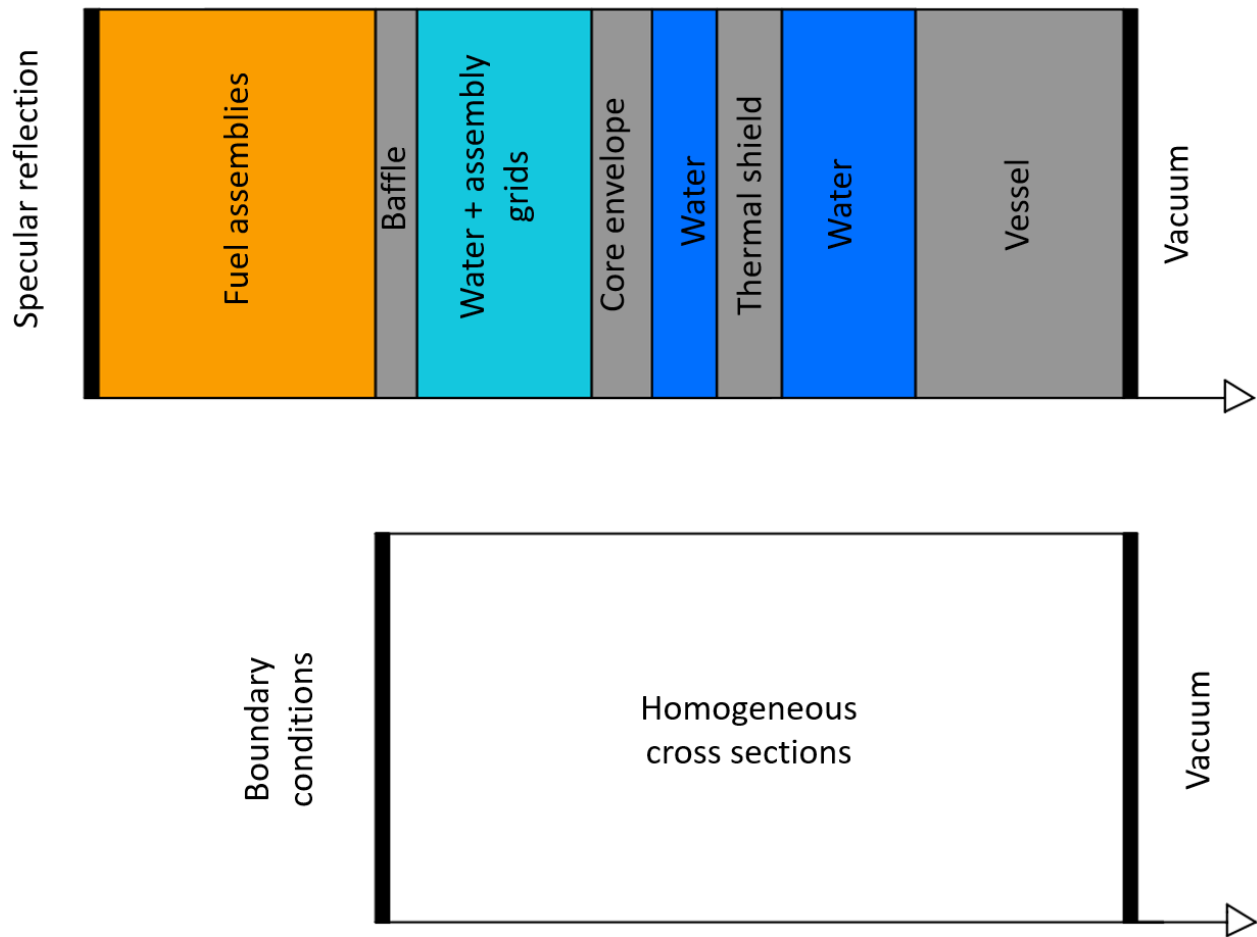 Specular reflection
Fuel assemblies
Baffle
Water + assembly
grids
Core envelope
Water
Thermal shield
Water
Vessel
Vacuum
Boundary
conditions
Homogeneous
cross sections
Vacuum